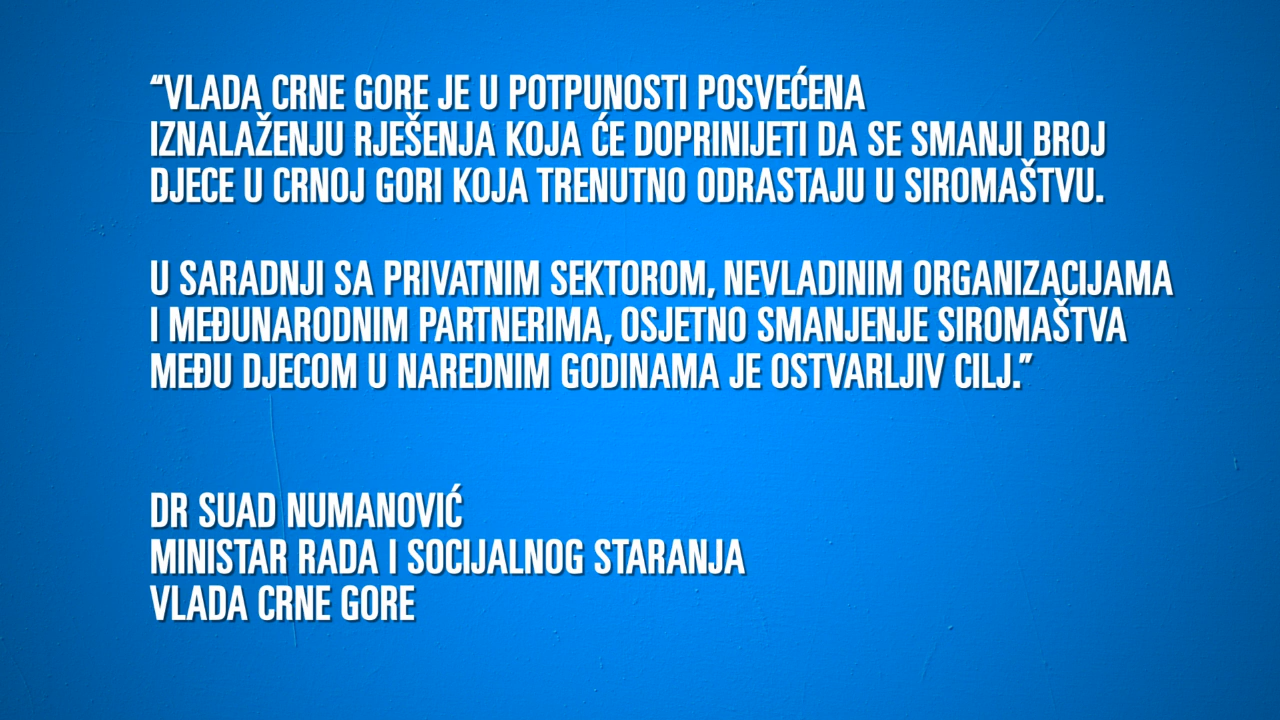 “VLADA CRNE GORE JE U POTPUNOSTI POSVEĆENA
IZNALAŽENJU RJEŠENJA KOJA ĆE DOPRINIJETI DA SE SMANJI BROJ
DJECE U CRNOJ GORI KOJA TRENUTNO ODRASTAJU U SIROMAŠTVU.
U SARADNJI SA PRIVATNIM SEKTOROM, NEVLADINIM ORGANIZACIJAMA
I MEĐUNARODNIM PARTNERIMA, OSJETNO SMANJENJE SIROMAŠTVA
MEĐU DJECOM U NAREDNIM GODINAMA JE OSTVARLJIV CILJ.”
DR SUAD NUMANOVIĆ
MINISTAR RADA I SOCIJALNOG STARANJA
VLADA CRNE GORE